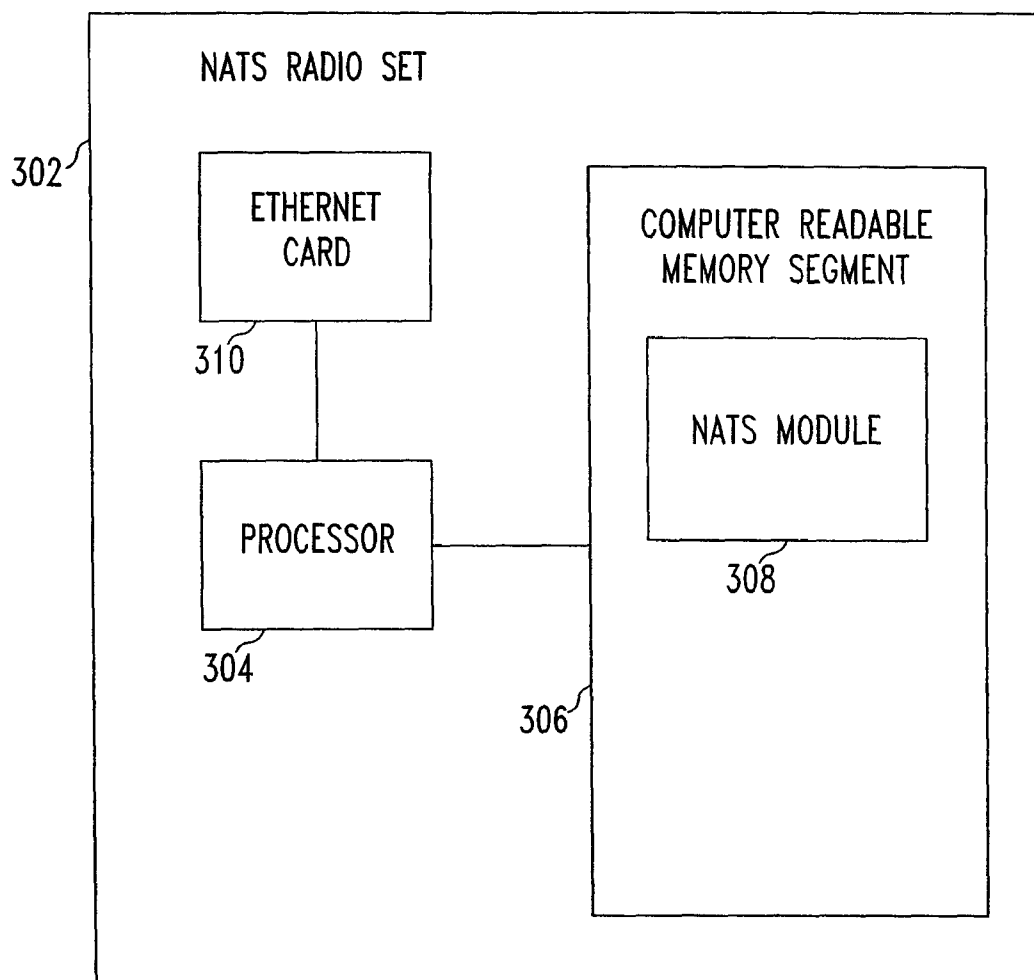 NATS RADIO SET
302
ETHERNET
CARD
310
COMPUTER READABLE
MEMORY SEGMENT
NATS MODULE
308
PROCESSOR
304
306